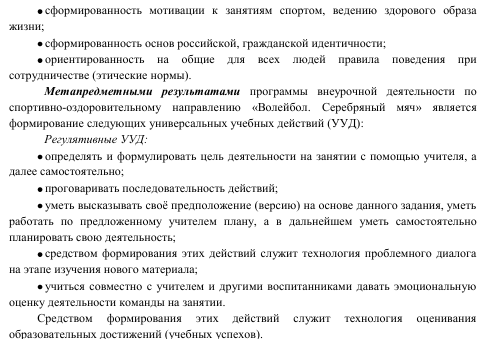 ● сформированность мотивации к занятиям спортом, ведению здорового образа
жизни;
● сформированность основ российской, гражданской идентичности;
● ориентированность на общие для всех людей правила поведения при
сотрудничестве (этические нормы).
Метапредметными результатами программы внеурочной деятельности по
спортивно-оздоровительному направлению «Волейбол. Серебряный мяч» является
формирование следующих универсальных учебных действий (УУД):
Регулятивные УУД:
● определять и формулировать цель деятельности на занятии с помощью учителя, а
далее самостоятельно;
● проговаривать последовательность действий;
● уметь высказывать своё предположение (версию) на основе данного задания, уметь
работать по предложенному учителем плану, а в дальнейшем уметь самостоятельно
планировать свою деятельность;
● средством формирования этих действий служит технология проблемного диалога
на этапе изучения нового материала;
● учиться совместно с учителем и другими воспитанниками давать эмоциональную
оценку деятельности команды на занятии.
Средством формирования этих действий служит технология оценивания
образовательных достижений (учебных успехов).